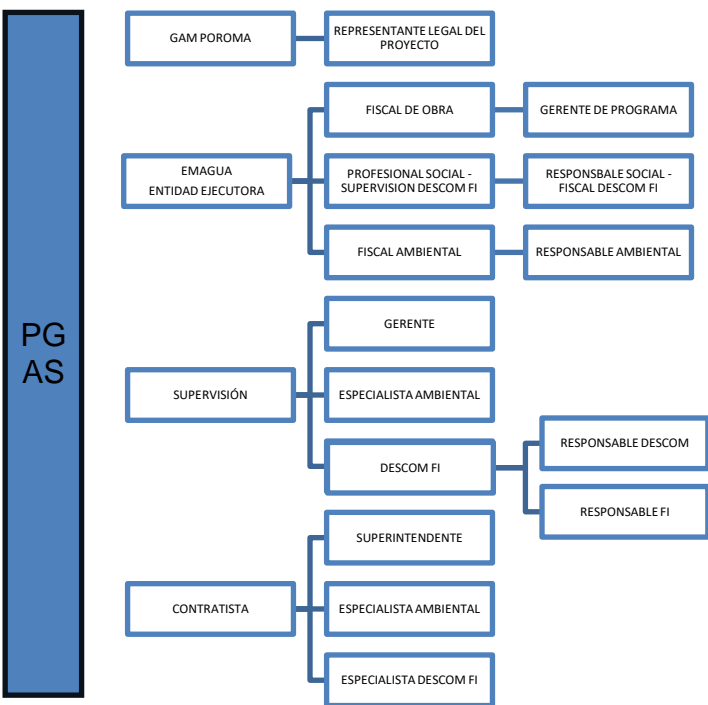 PG
AS
GAM POROMA
REPRESENTANTE LEGAL DEL
PROYECTO
EMAGUA
ENTIDAD EJECUTORA
FISCAL DE OBRA
GERENTE DE PROGRAMA
PROFESIONAL SOCIAL -
SUPERVISION DESCOM FI
RESPONSBALE SOCIAL -
FISCAL DESCOM FI
FISCAL AMBIENTAL
RESPONSABLE AMBIENTAL
SUPERVISIÓN
GERENTE
ESPECIALISTA AMBIENTAL
DESCOM FI
RESPONSABLE DESCOM
RESPONSABLE FI
CONTRATISTA
SUPERINTENDENTE
ESPECIALISTA AMBIENTAL
ESPECIALISTA DESCOM FI